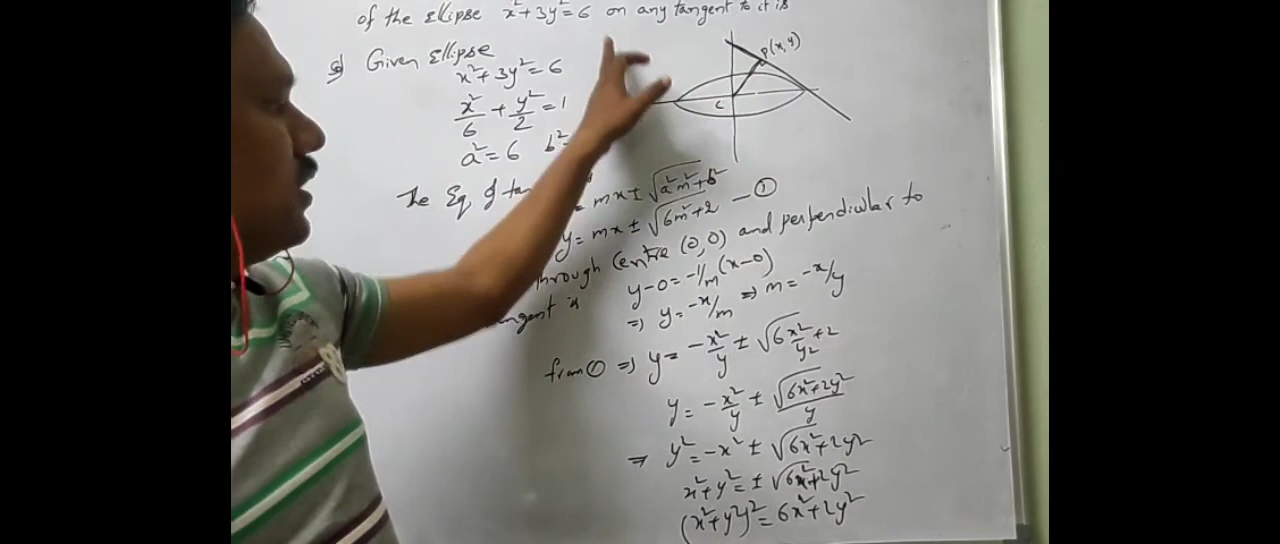 of the Ellipse x²+3y²=6 on any tangent to it is
Given Ellipse
P(x,y)
x²+3y²=6
x²/6 + y²/2 = 1
C
a²=6 b²=
The Eq of = mx ± √a²m²+b²
y = mx ± √6m²+2 — ①
through Centre (0,0) and perpendicular to
is y-0 = -1/m (x-0)
⇒ y = -x/m ⇒ m = -x/y
from ① ⇒ y = -x²/y ± √6x²/y²+2
y = -x²/y ± √6x²+2y²/y
⇒ y² = -x² ± √6x²+2y²
x²+y² = ± √6x²+2y²
(x²+y²)² = 6x²+2y²